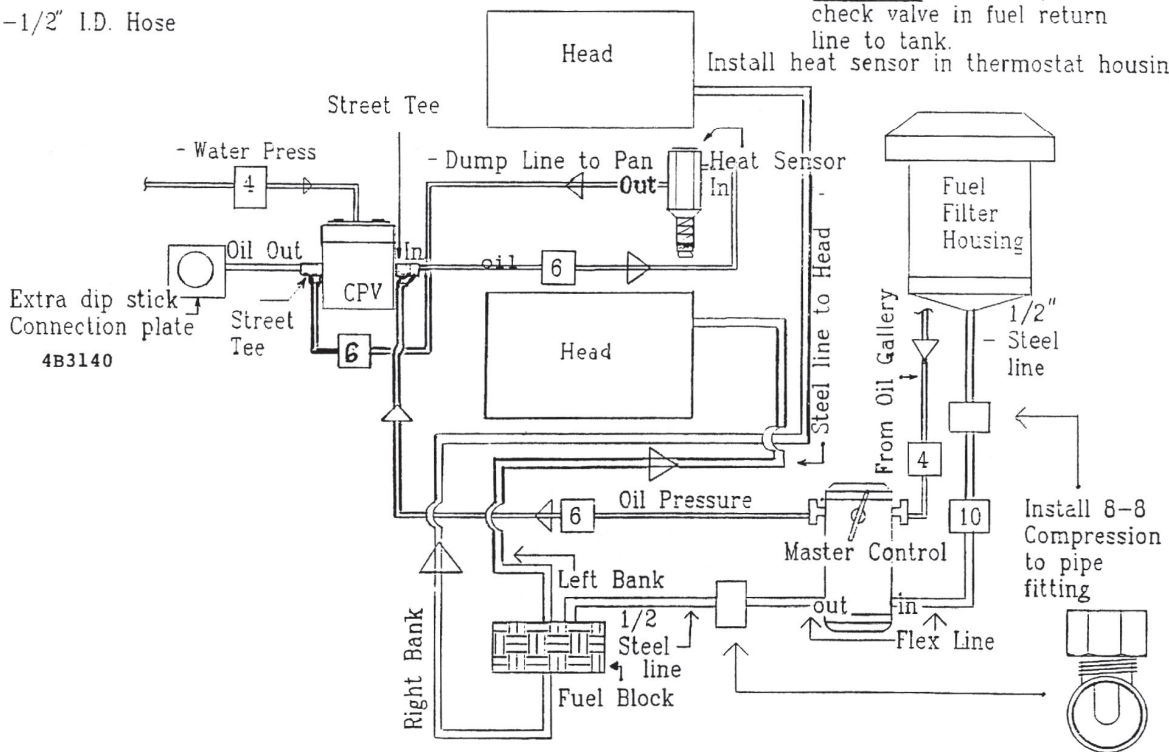 -1/2" I.D. Hose
check valve in fuel return
line to tank.
Install heat sensor in thermostat housin
Head
Street Tee
- Water Press
4
- Dump Line to Pan
Out
Heat Sensor
In
Fuel
Filter
Housing
Oil Out
In
oil
6
CPV
Extra dip stick
Connection plate
4B3140
Street
Tee
6
Head
Steel line to Head -
From Oil Gallery
1/2"
- Steel
line
4
10
Oil Pressure
6
Master Control
Install 8-8
Compression
to pipe
fitting
Left Bank
out
in
1/2
Steel
line
Flex Line
Right Bank
Fuel Block